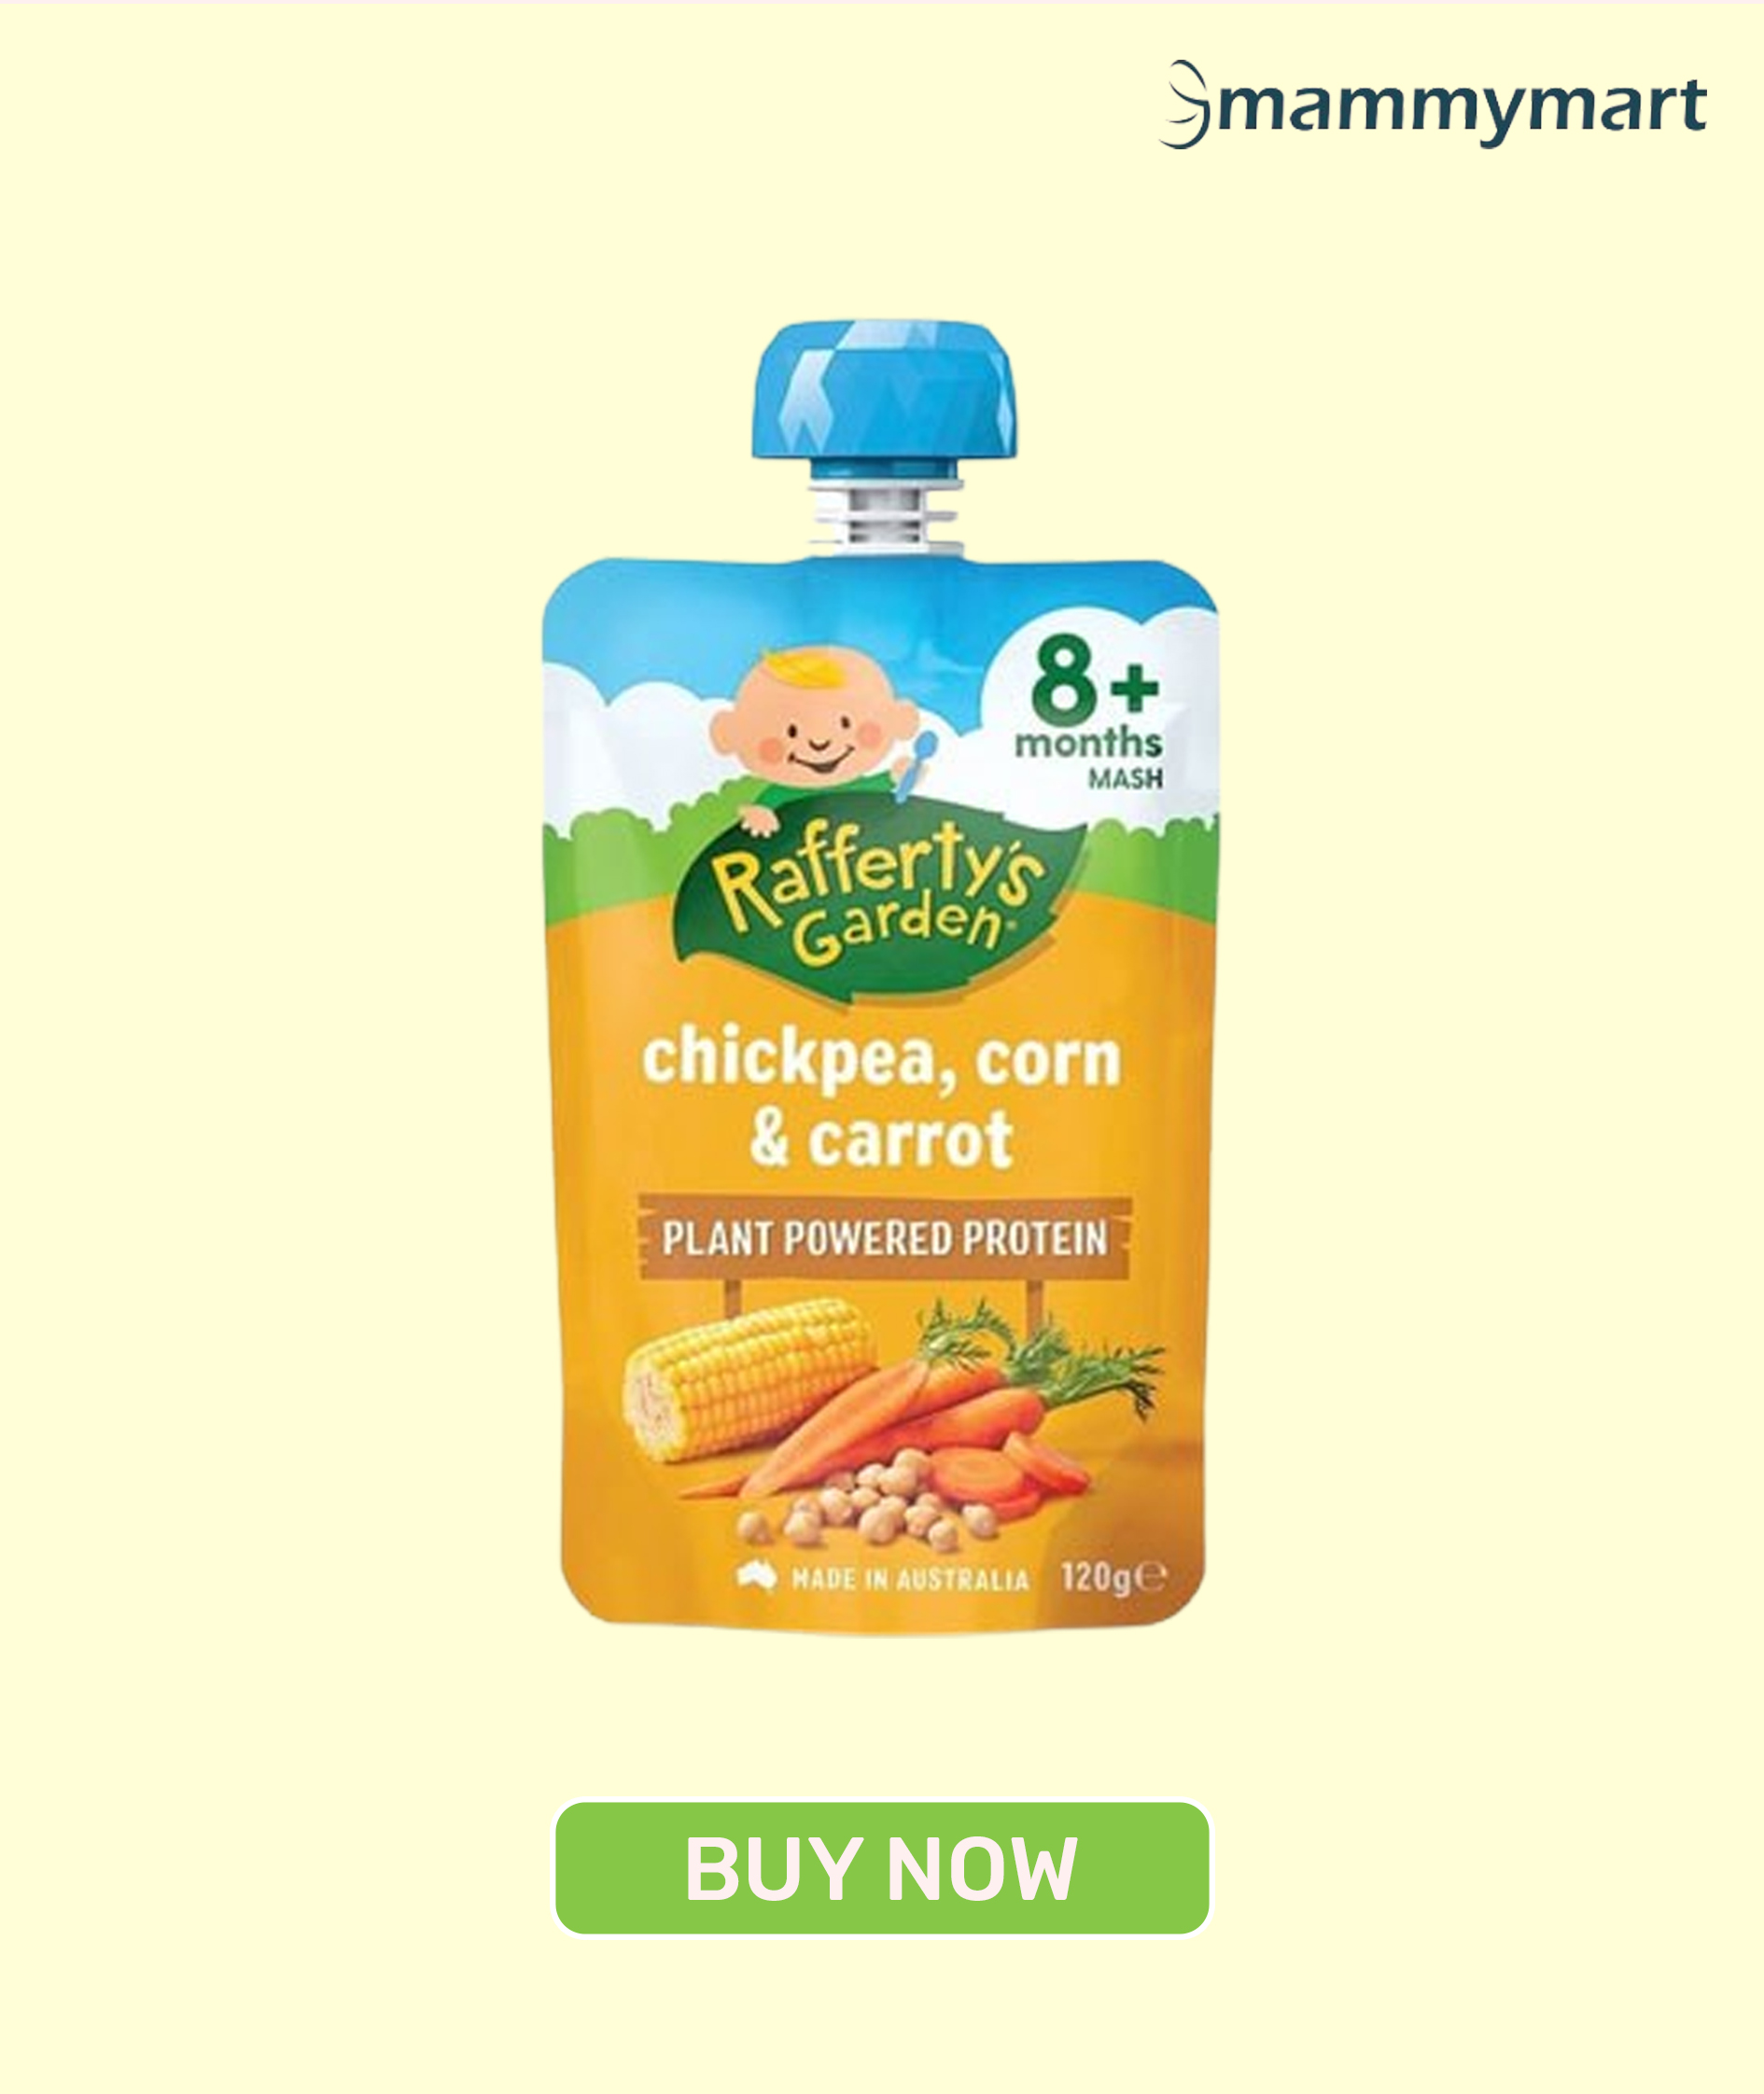 mammymart
8+
months
MASH
Rafferty's
Garden
chickpea, corn
& carrot
PLANT POWERED PROTEIN
MADE IN AUSTRALIA 120g℮
BUY NOW